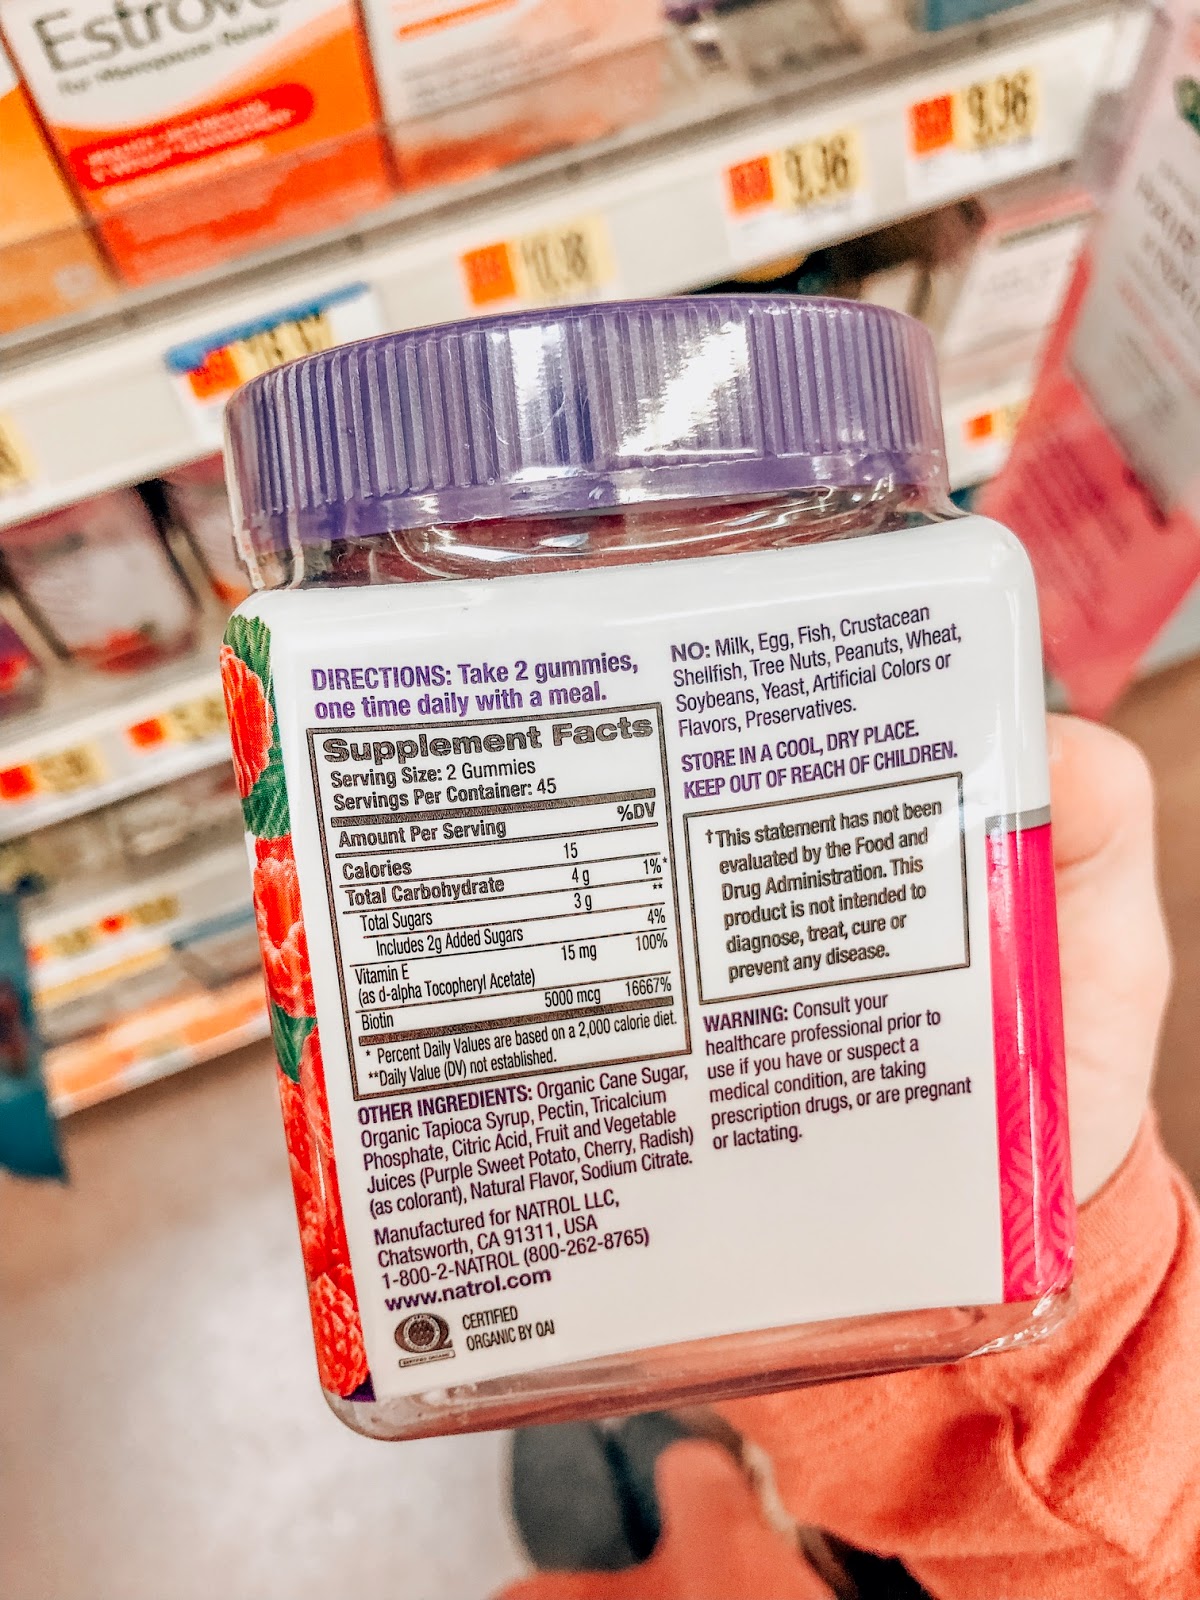 Estrove
for Menopause Relief
9.96
9.96
10.98
DIRECTIONS: Take 2 gummies,
one time daily with a meal.
Supplement Facts
Serving Size: 2 Gummies
Servings Per Container: 45
Amount Per Serving %DV
Calories 15
Total Carbohydrate 4 g 1%*
Total Sugars 3 g **
Includes 2g Added Sugars 4%
Vitamin E 15 mg 100%
(as d-alpha Tocopheryl Acetate)
Biotin 5000 mcg 16667%
* Percent Daily Values are based on a 2,000 calorie diet.
**Daily Value (DV) not established.
OTHER INGREDIENTS: Organic Cane Sugar,
Organic Tapioca Syrup, Pectin, Tricalcium
Phosphate, Citric Acid, Fruit and Vegetable
Juices (Purple Sweet Potato, Cherry, Radish)
(as colorant), Natural Flavor, Sodium Citrate.
Manufactured for NATROL LLC,
Chatsworth, CA 91311, USA
1-800-2-NATROL (800-262-8765)
www.natrol.com
CERTIFIED
ORGANIC BY QAI
NO: Milk, Egg, Fish, Crustacean
Shellfish, Tree Nuts, Peanuts, Wheat,
Soybeans, Yeast, Artificial Colors or
Flavors, Preservatives.
STORE IN A COOL, DRY PLACE.
KEEP OUT OF REACH OF CHILDREN.
†This statement has not been
evaluated by the Food and
Drug Administration. This
product is not intended to
diagnose, treat, cure or
prevent any disease.
WARNING: Consult your
healthcare professional prior to
use if you have or suspect a
medical condition, are taking
prescription drugs, or are pregnant
or lactating.